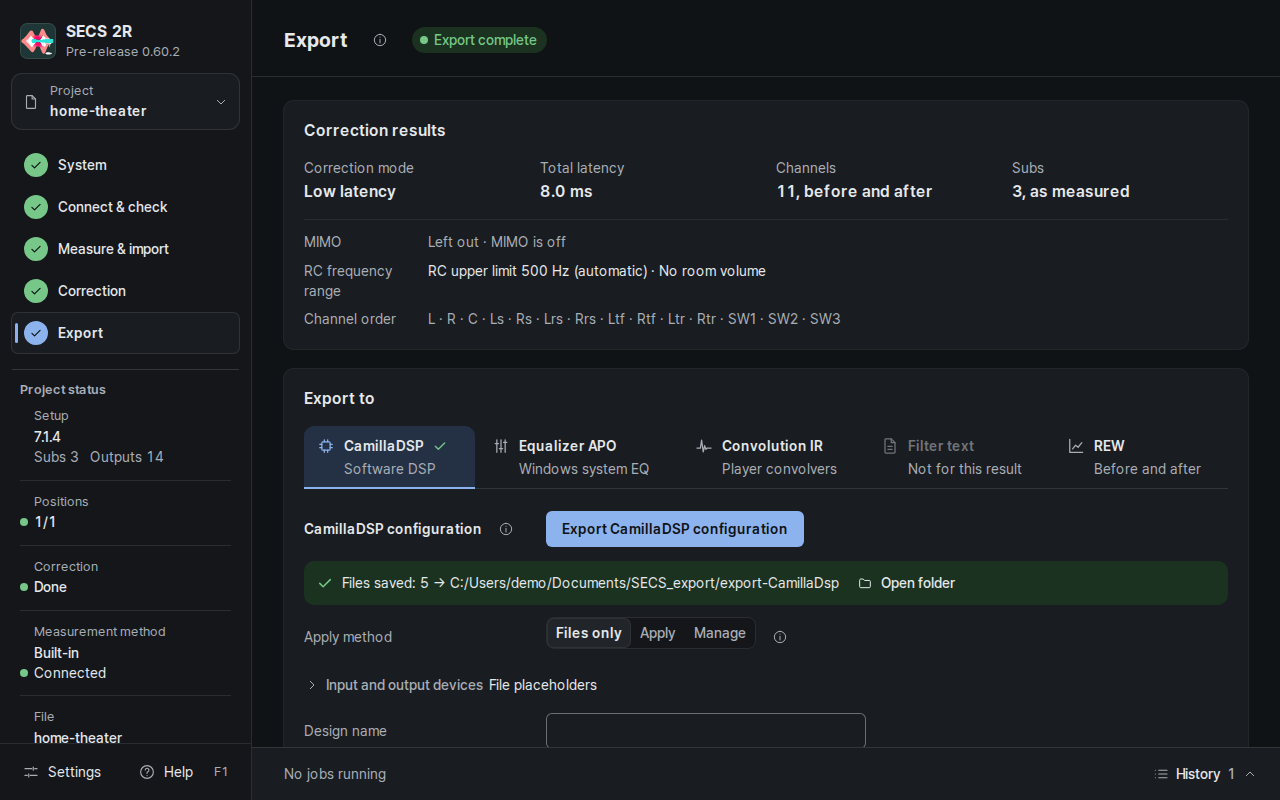 SECS 2R
Pre-release 0.60.2
Project
home-theater
System
Connect & check
Measure & import
Correction
Export
Project status
Setup
7.1.4
Subs 3 Outputs 14
Positions
1/1
Correction
Done
Measurement method
Built-in
Connected
File
home-theater
Settings
Help
F1
Export
Export complete
Correction results
Correction mode
Low latency
Total latency
8.0 ms
Channels
11, before and after
Subs
3, as measured
MIMO
Left out · MIMO is off
RC frequency range
RC upper limit 500 Hz (automatic) · No room volume
Channel order
L · R · C · Ls · Rs · Lrs · Rrs · Ltf · Rtf · Ltr · Rtr · SW1 · SW2 · SW3
Export to
CamillaDSP
Software DSP
Equalizer APO
Windows system EQ
Convolution IR
Player convolvers
Filter text
Not for this result
REW
Before and after
CamillaDSP configuration
Export CamillaDSP configuration
Files saved: 5 → C:/Users/demo/Documents/SECS_export/export-CamillaDsp
Open folder
Apply method
Files only
Apply
Manage
Input and output devices File placeholders
Design name
No jobs running
History 1